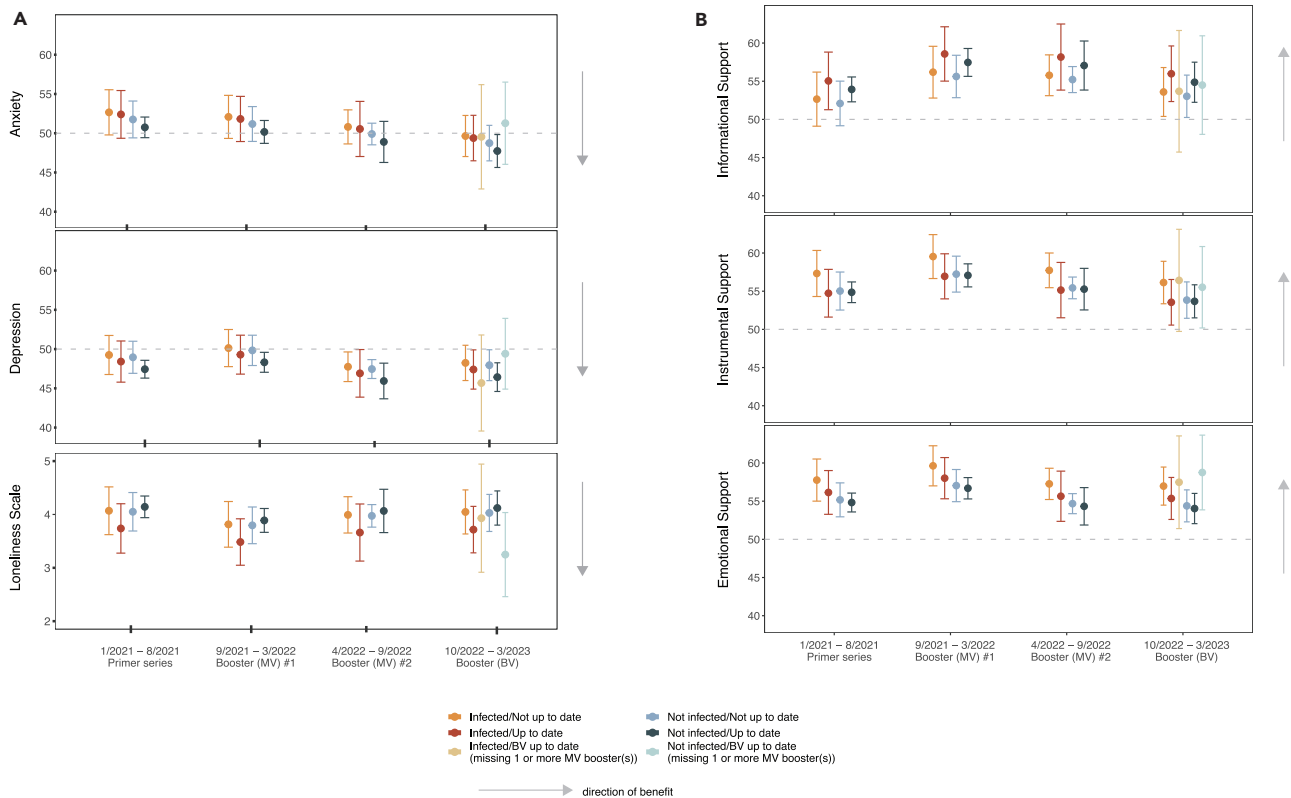 A
Anxiety
60
55
50
45
40
Depression
60
55
50
45
40
Loneliness Scale
5
4
3
2
1/2021 – 8/2021
Primer series
9/2021 – 3/2022
Booster (MV) #1
4/2022 – 9/2022
Booster (MV) #2
10/2022 – 3/2023
Booster (BV)
B
Informational Support
60
55
50
45
40
Instrumental Support
60
55
50
45
40
Emotional Support
60
55
50
45
40
1/2021 – 8/2021
Primer series
9/2021 – 3/2022
Booster (MV) #1
4/2022 – 9/2022
Booster (MV) #2
10/2022 – 3/2023
Booster (BV)
Infected/Not up to date
Infected/Up to date
Infected/BV up to date
(missing 1 or more MV booster(s))
Not infected/Not up to date
Not infected/Up to date
Not infected/BV up to date
(missing 1 or more MV booster(s))
direction of benefit